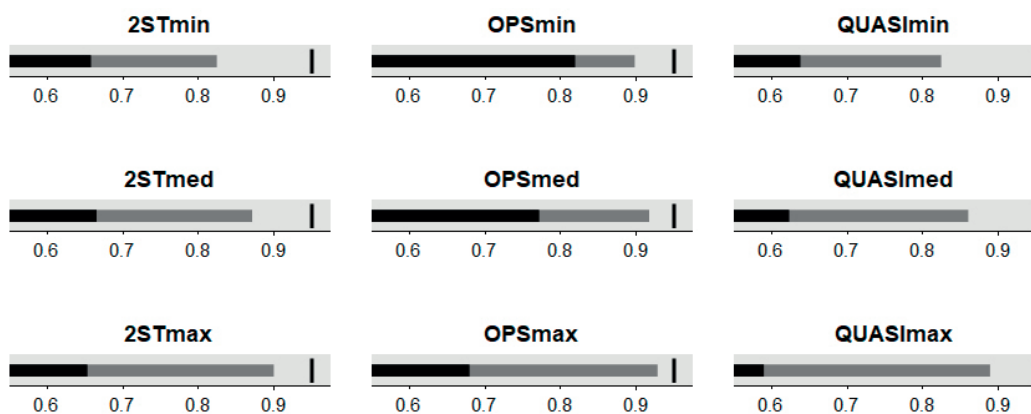 2STmin OPSmin QUASImin
0.6 0.7 0.8 0.9 0.6 0.7 0.8 0.9 0.6 0.7 0.8 0.9
2STmed OPSmed QUASImed
0.6 0.7 0.8 0.9 0.6 0.7 0.8 0.9 0.6 0.7 0.8 0.9
2STmax OPSmax QUASImax
0.6 0.7 0.8 0.9 0.6 0.7 0.8 0.9 0.6 0.7 0.8 0.9